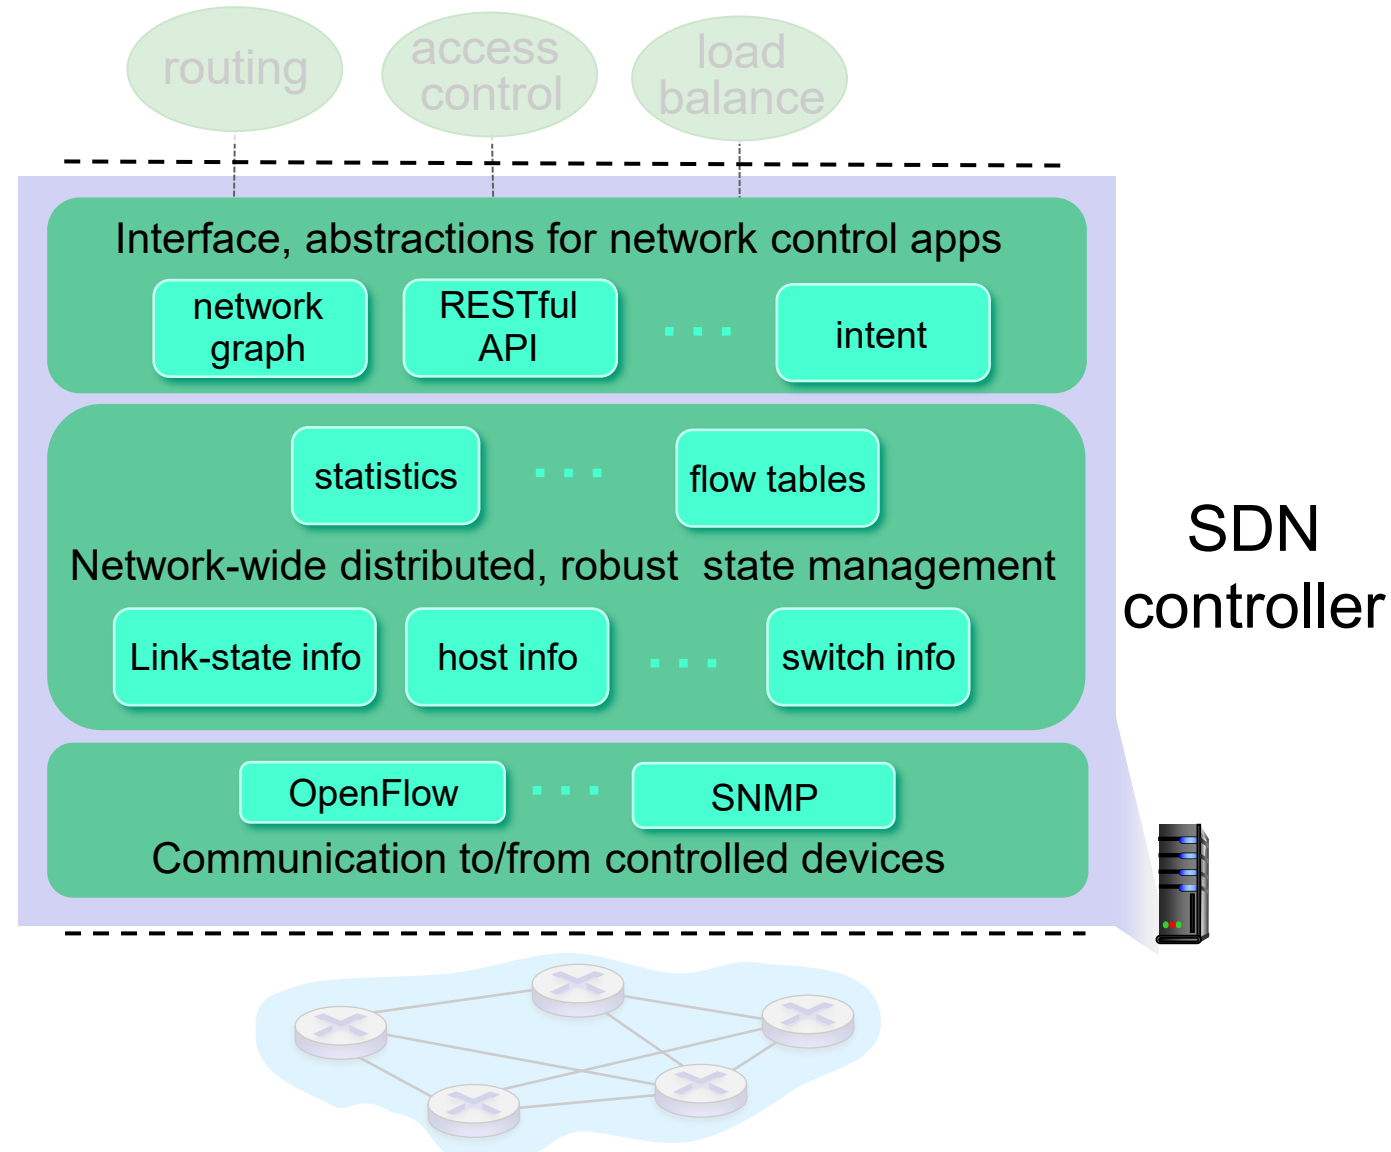 routing
access
control
load
balance
Interface, abstractions for network control apps
network
graph
RESTful
API
. . .
intent
statistics
. . .
flow tables
Network-wide distributed, robust state management
Link-state info
host info
. . .
switch info
OpenFlow
. . .
SNMP
Communication to/from controlled devices
SDN
controller